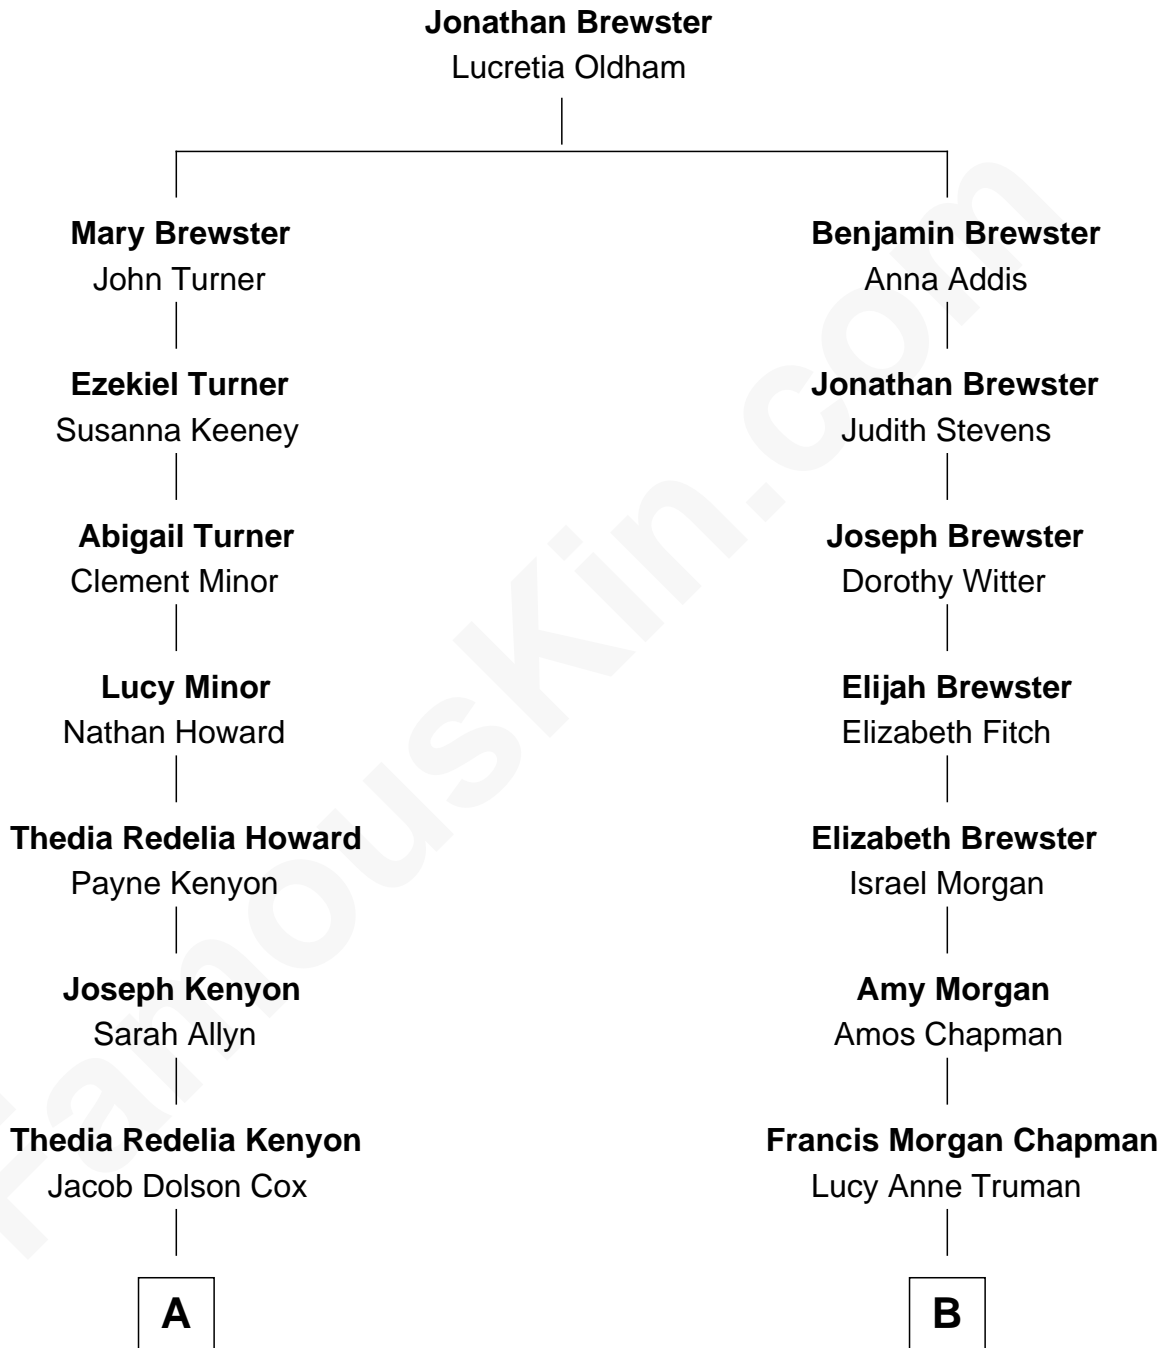 Jonathan Brewster
Lucretia Oldham
Mary Brewster
John Turner
Benjamin Brewster
Anna Addis
Ezekiel Turner
Susanna Keeney
Jonathan Brewster
Judith Stevens
Abigail Turner
Clement Minor
Joseph Brewster
Dorothy Witter
Lucy Minor
Nathan Howard
Elijah Brewster
Elizabeth Fitch
Thedia Redelia Howard
Payne Kenyon
Elizabeth Brewster
Israel Morgan
Joseph Kenyon
Sarah Allyn
Amy Morgan
Amos Chapman
Thedia Redelia Kenyon
Jacob Dolson Cox
Francis Morgan Chapman
Lucy Anne Truman
A
B
FamousKin.com